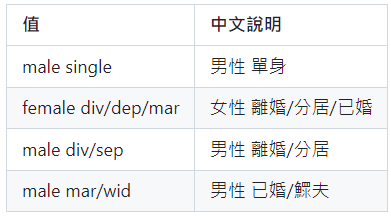 值 中文說明
male single 男性 單身
female div/dep/mar 女性 離婚/分居/已婚
male div/sep 男性 離婚/分居
male mar/wid 男性 已婚/鰥夫